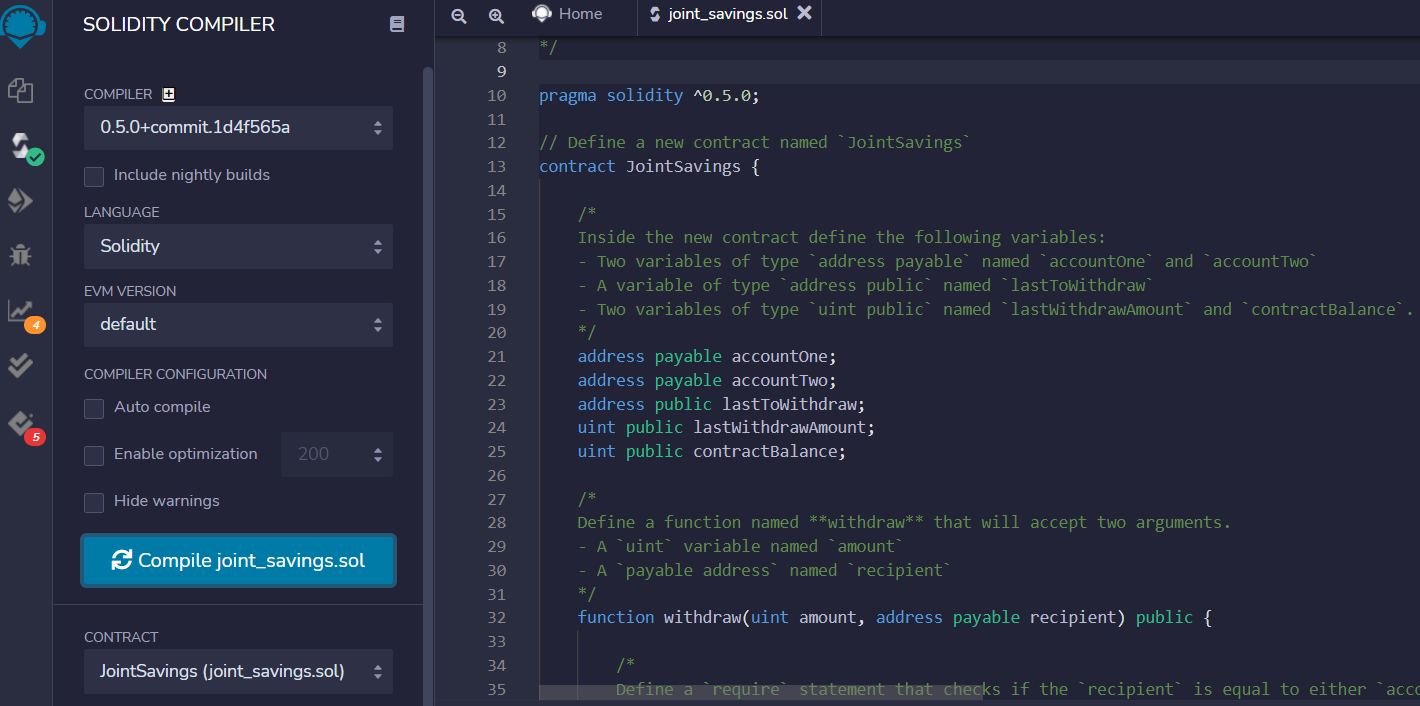 SOLIDITY COMPILER
COMPILER
0.5.0+commit.1d4f565a
Include nightly builds
LANGUAGE
Solidity
EVM VERSION
default
COMPILER CONFIGURATION
Auto compile
Enable optimization 200
Hide warnings
Compile joint_savings.sol
CONTRACT
JointSavings (joint_savings.sol)
4
5
Home joint_savings.sol
8 */
9
10 pragma solidity ^0.5.0;
11
12 // Define a new contract named `JointSavings`
13 contract JointSavings {
14
15 /*
16 Inside the new contract define the following variables:
17 - Two variables of type `address payable` named `accountOne` and `accountTwo`
18 - A variable of type `address public` named `lastToWithdraw`
19 - Two variables of type `uint public` named `lastWithdrawAmount` and `contractBalance`.
20 */
21 address payable accountOne;
22 address payable accountTwo;
23 address public lastToWithdraw;
24 uint public lastWithdrawAmount;
25 uint public contractBalance;
26
27 /*
28 Define a function named **withdraw** that will accept two arguments.
29 - A `uint` variable named `amount`
30 - A `payable address` named `recipient`
31 */
32 function withdraw(uint amount, address payable recipient) public {
33
34 /*
35 Define a `require` statement that checks if the `recipient` is equal to either `acco